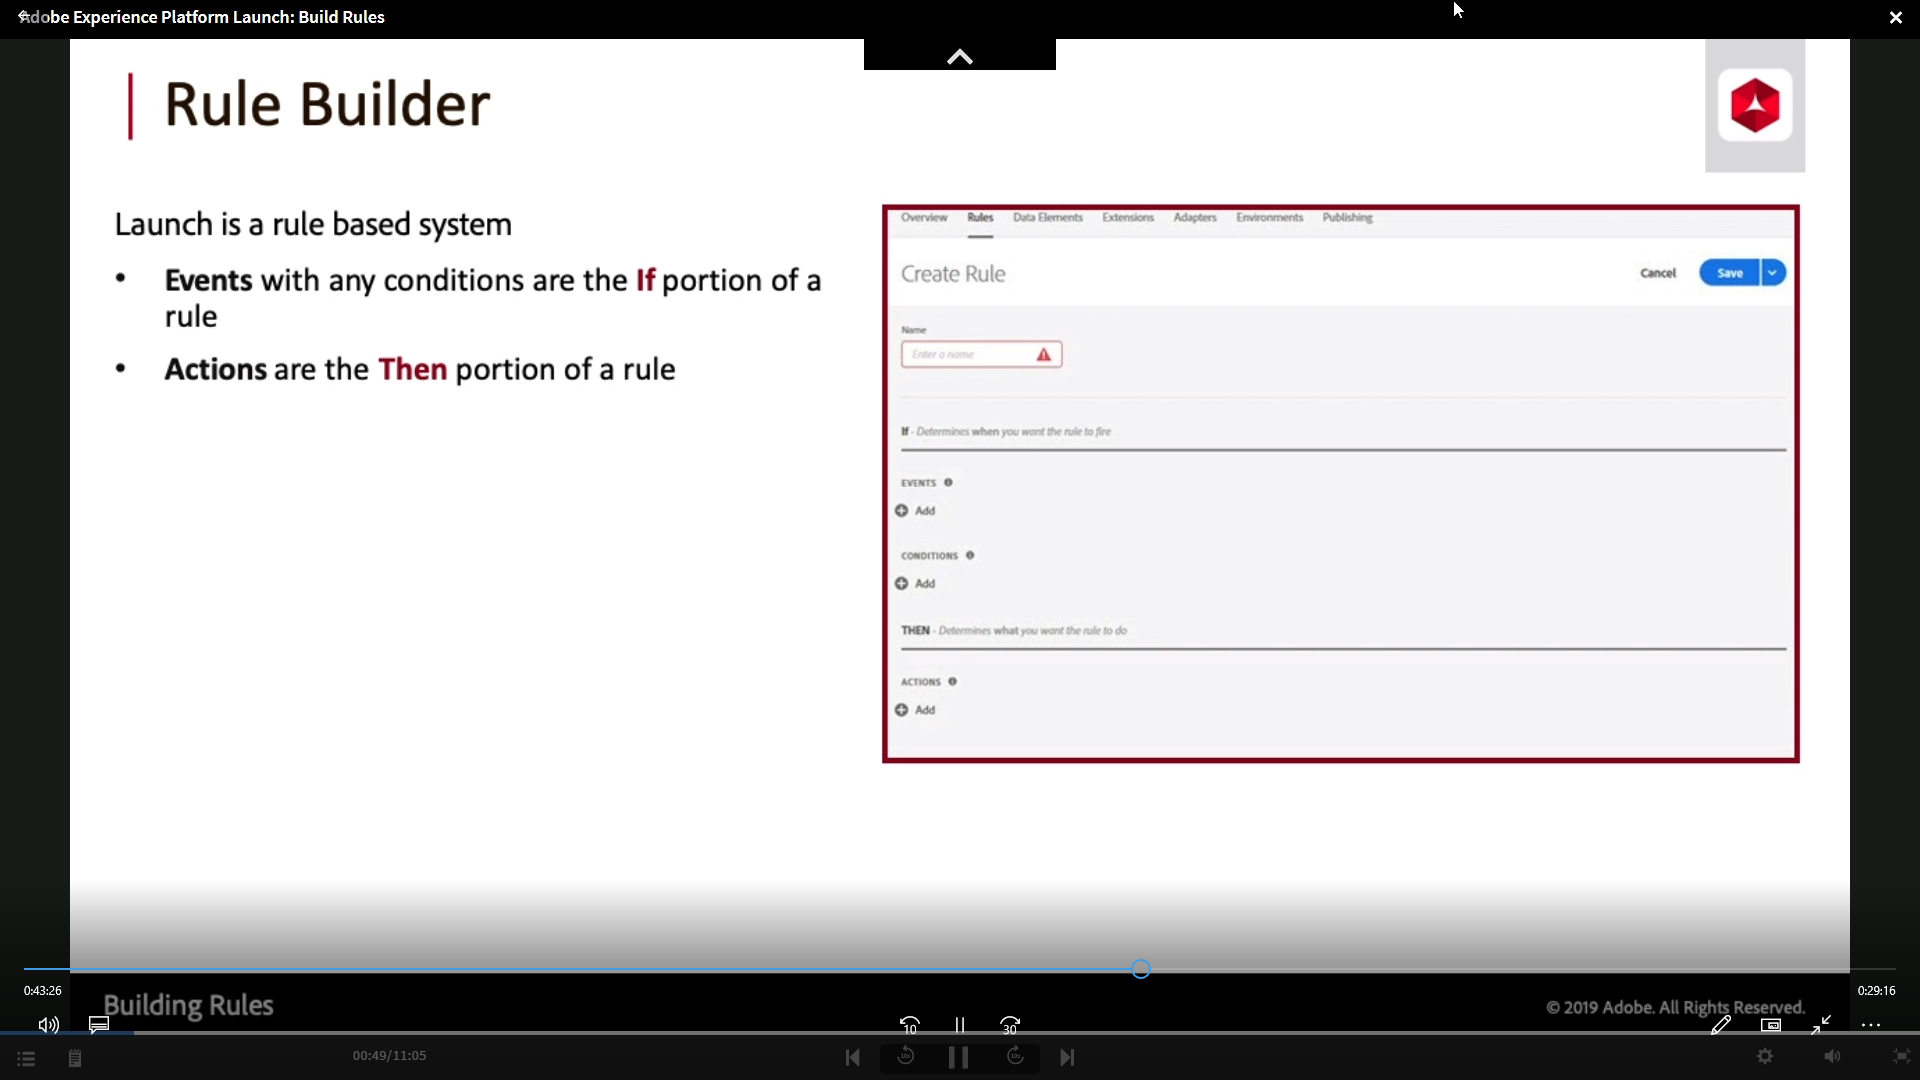 Adobe Experience Platform Launch: Build Rules
Rule Builder
Launch is a rule based system
• Events with any conditions are the If portion of a
rule
• Actions are the Then portion of a rule
Overview Rules Data Elements Extensions Adapters Environments Publishing
Create Rule
Cancel Save
Name
Enter a name
If - Determines when you want the rule to fire
EVENTS
Add
CONDITIONS
Add
THEN - Determines what you want the rule to do
ACTIONS
Add
0:43:26
0:29:16
Building Rules
© 2019 Adobe. All Rights Reserved.
10
30
00:49/11:05
10s
10s